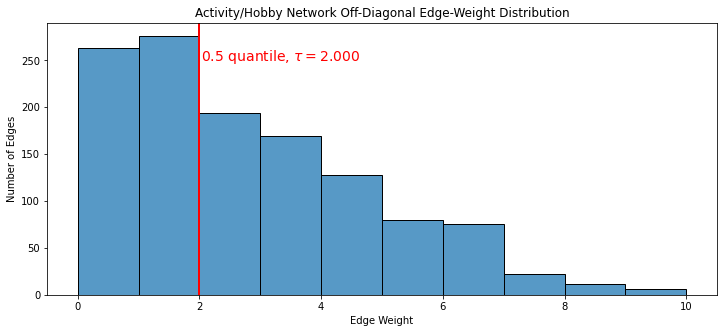 Activity/Hobby Network Off-Diagonal Edge-Weight Distribution
0.5 quantile, τ = 2.000
Number of Edges
250
200
150
100
50
0
0 2 4 6 8 10
Edge Weight